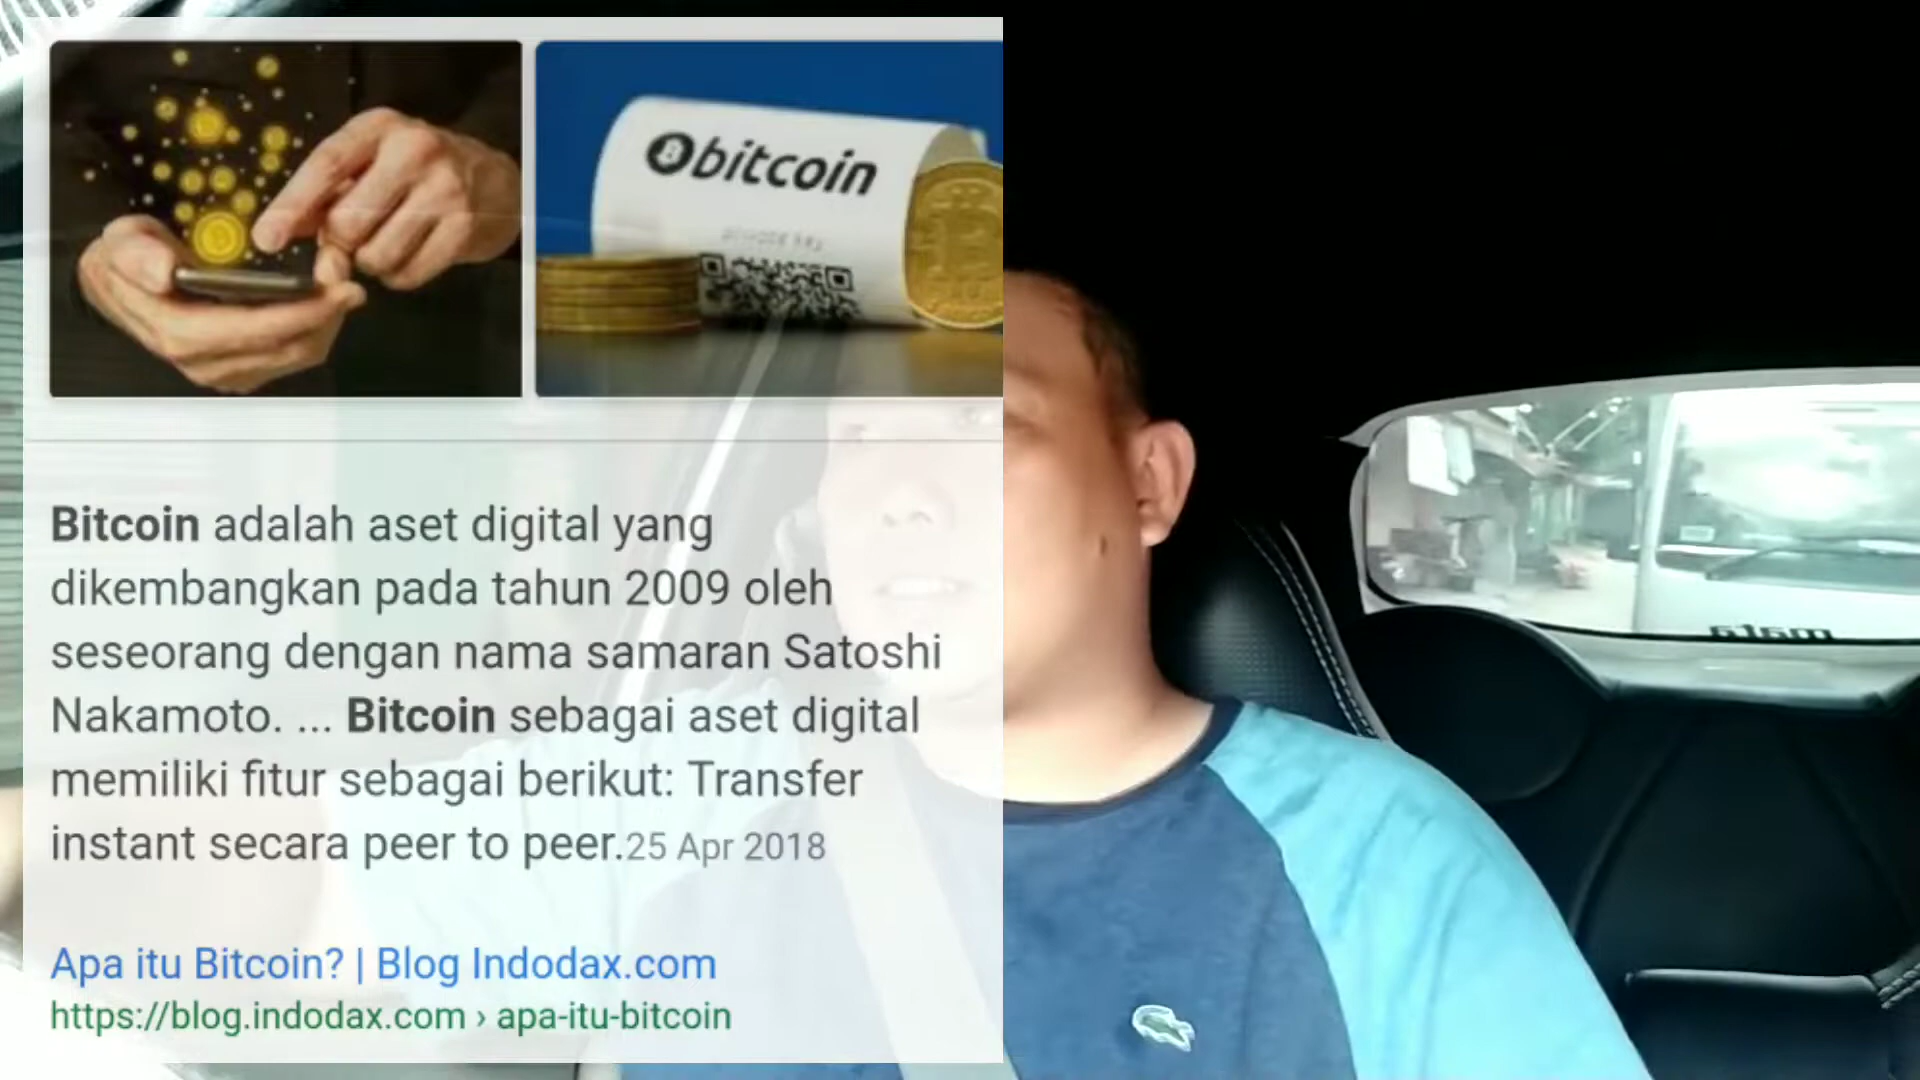 bitcoin
private key
Bitcoin adalah aset digital yang
dikembangkan pada tahun 2009 oleh
seseorang dengan nama samaran Satoshi
Nakamoto. ... Bitcoin sebagai aset digital
memiliki fitur sebagai berikut: Transfer
instant secara peer to peer.25 Apr 2018
Apa itu Bitcoin? | Blog Indodax.com
https://blog.indodax.com › apa-itu-bitcoin